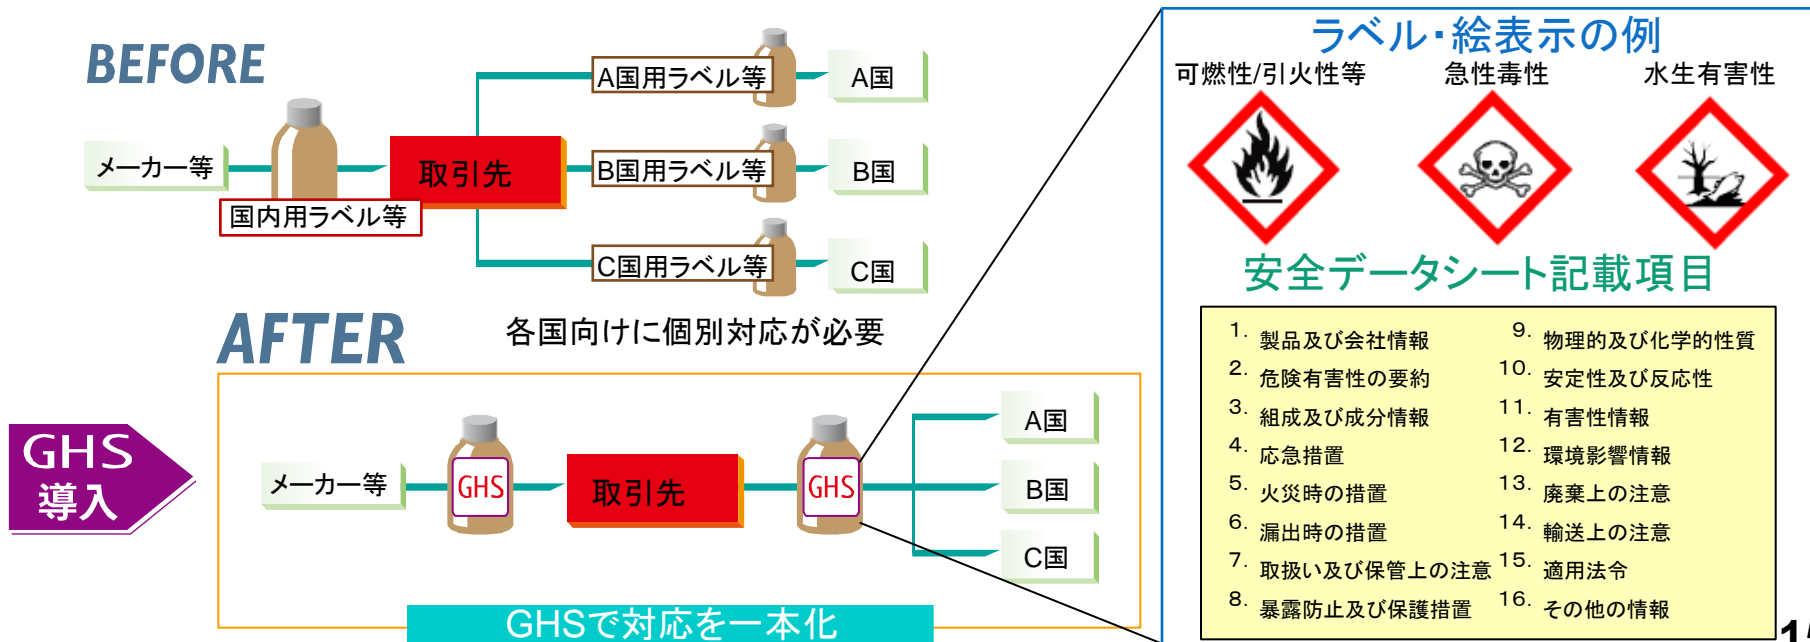 BEFORE
メーカー等
国内用ラベル等
取引先
A国用ラベル等
A国
B国用ラベル等
B国
C国用ラベル等
C国
各国向けに個別対応が必要
GHS
導入
AFTER
メーカー等
GHS
取引先
GHS
A国
B国
C国
GHSで対応を一本化
ラベル・絵表示の例
可燃性/引火性等
急性毒性
水生有害性
安全データシート記載項目
1. 製品及び会社情報
2. 危険有害性の要約
3. 組成及び成分情報
4. 応急措置
5. 火災時の措置
6. 漏出時の措置
7. 取扱い及び保管上の注意
8. 暴露防止及び保護措置
9. 物理的及び化学的性質
10. 安定性及び反応性
11. 有害性情報
12. 環境影響情報
13. 廃棄上の注意
14. 輸送上の注意
15. 適用法令
16. その他の情報